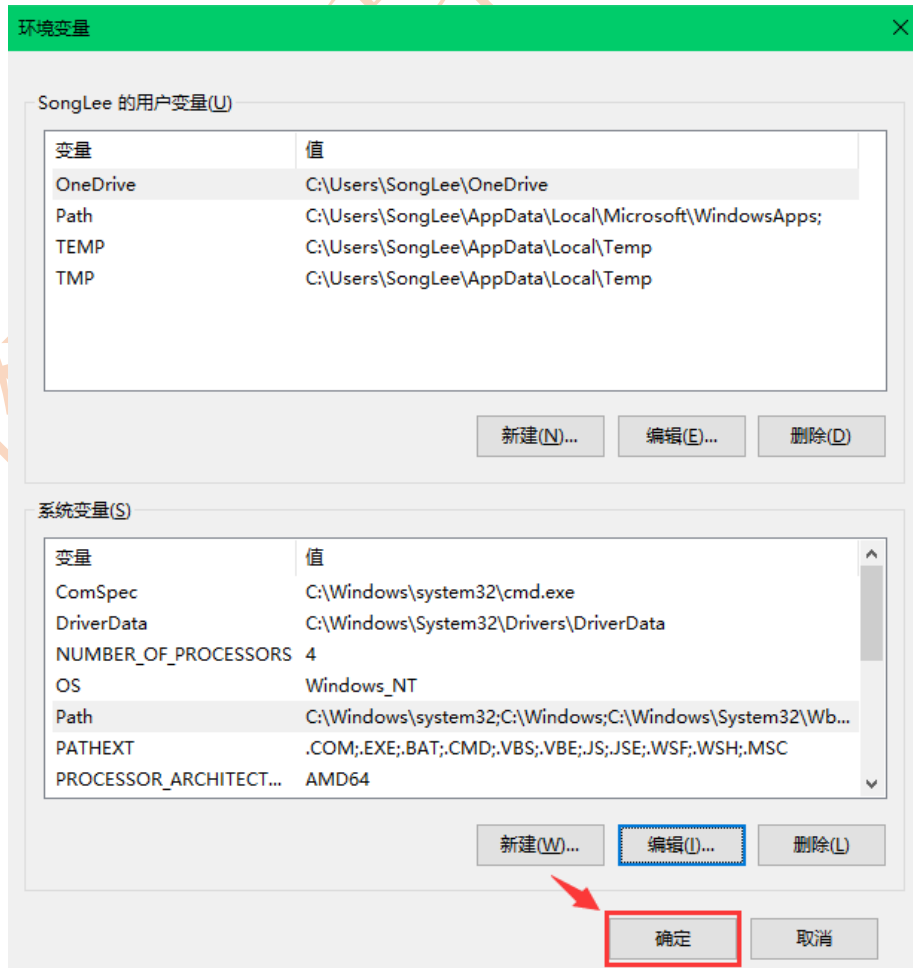 环境变量
SongLee 的用户变量(U)
变量 值
OneDrive C:\Users\SongLee\OneDrive
Path C:\Users\SongLee\AppData\Local\Microsoft\WindowsApps;
TEMP C:\Users\SongLee\AppData\Local\Temp
TMP C:\Users\SongLee\AppData\Local\Temp
新建(N)... 编辑(E)... 删除(D)
系统变量(S)
变量 值
ComSpec C:\Windows\system32\cmd.exe
DriverData C:\Windows\System32\Drivers\DriverData
NUMBER_OF_PROCESSORS 4
OS Windows_NT
Path C:\Windows\system32;C:\Windows;C:\Windows\System32\Wb...
PATHEXT .COM;.EXE;.BAT;.CMD;.VBS;.VBE;.JS;.JSE;.WSF;.WSH;.MSC
PROCESSOR_ARCHITECT... AMD64
新建(W)... 编辑(I)... 删除(L)
确定 取消